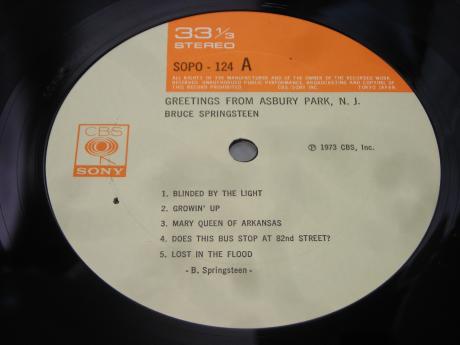 33 1/3
STEREO
SOPO - 124 A
ALL RIGHTS OF THE MANUFACTURER AND OF THE OWNER OF THE RECORDED WORK
RESERVED. UNAUTHORIZED PUBLIC PERFORMANCE, BROADCASTING AND COPYING OF
THIS RECORD PROHIBITED CBS/SONY INC. TOKYO JAPAN.
GREETINGS FROM ASBURY PARK, N. J.
BRUCE SPRINGSTEEN
CBS
SONY
℗ 1973 CBS, Inc.
1. BLINDED BY THE LIGHT
2. GROWIN' UP
3. MARY QUEEN OF ARKANSAS
4. DOES THIS BUS STOP AT 82nd STREET?
5. LOST IN THE FLOOD
- B. Springsteen -